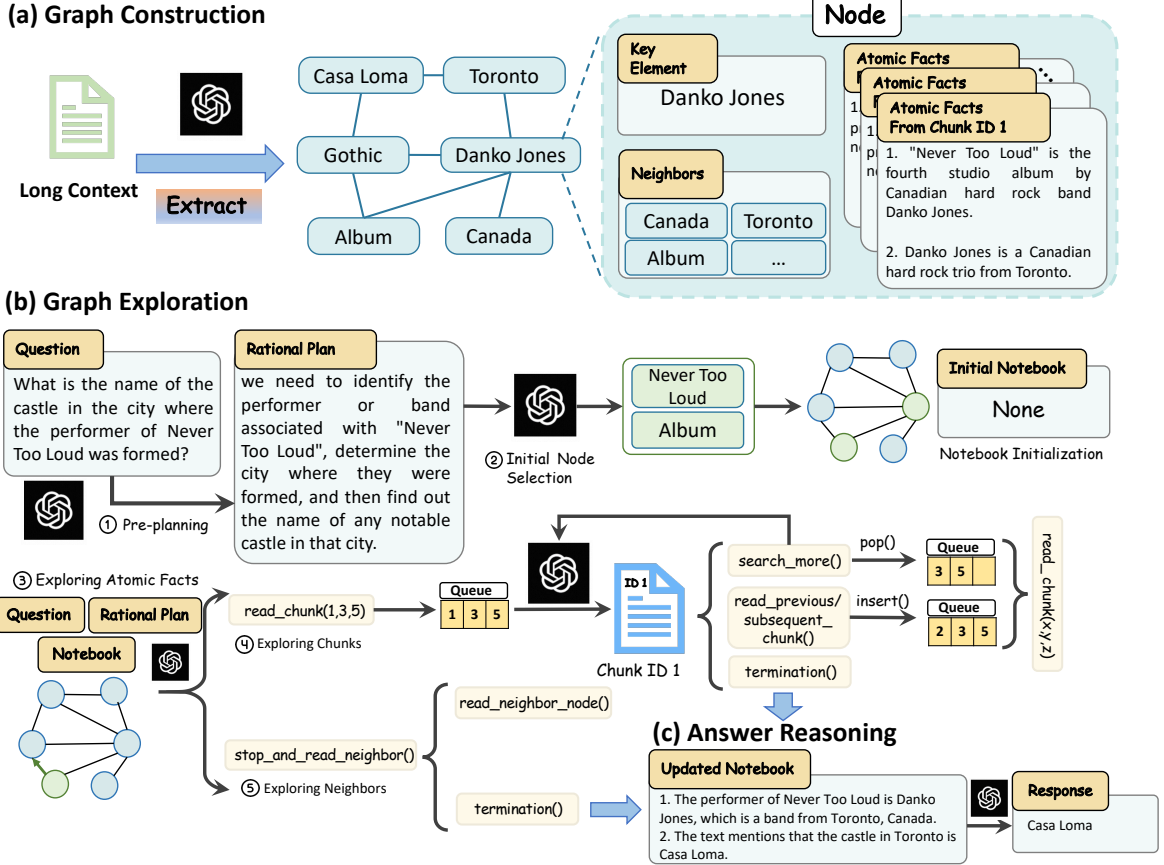 (a) Graph Construction
Long Context
Extract
Casa Loma
Toronto
Gothic
Danko Jones
Album
Canada
Node
Key
Element
Danko Jones
Neighbors
Canada
Toronto
Album
...
Atomic Facts
Atomic Facts
Atomic Facts
From Chunk ID 1
1. "Never Too Loud" is the
fourth studio album by
Canadian hard rock band
Danko Jones.
2. Danko Jones is a Canadian
hard rock trio from Toronto.
(b) Graph Exploration
Question
What is the name of the
castle in the city where
the performer of Never
Too Loud was formed?
① Pre-planning
Rational Plan
we need to identify the
performer or band
associated with "Never
Too Loud", determine the
city where they were
formed, and then find out
the name of any notable
castle in that city.
② Initial Node
Selection
Never Too
Loud
Album
Initial Notebook
None
Notebook Initialization
③ Exploring Atomic Facts
Question
Rational Plan
Notebook
read_chunk(1,3,5)
④ Exploring Chunks
Queue
1 3 5
ID 1
Chunk ID 1
search_more()
pop()
Queue
3 5
read_previous/
subsequent_
chunk()
insert()
Queue
2 3 5
termination()
read_chunk(x,y,z)
stop_and_read_neighbor()
⑤ Exploring Neighbors
read_neighbor_node()
termination()
(c) Answer Reasoning
Updated Notebook
1. The performer of Never Too Loud is Danko
Jones, which is a band from Toronto, Canada.
2. The text mentions that the castle in Toronto is
Casa Loma.
Response
Casa Loma